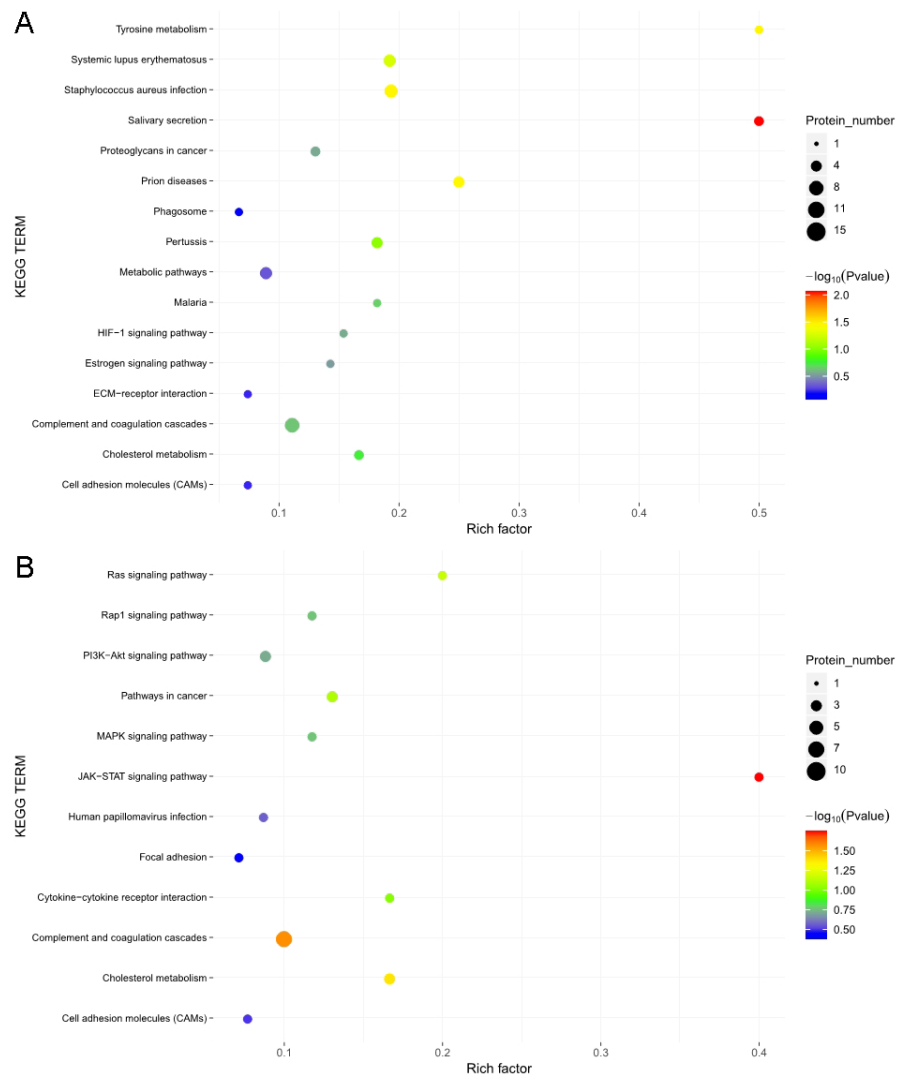 A
Tyrosine metabolism
Systemic lupus erythematosus
Staphylococcus aureus infection
Salivary secretion
Proteoglycans in cancer
Prion diseases
Phagosome
Pertussis
Metabolic pathways
Malaria
HIF−1 signaling pathway
Estrogen signaling pathway
ECM−receptor interaction
Complement and coagulation cascades
Cholesterol metabolism
Cell adhesion molecules (CAMs)
KEGG TERM
0.1 0.2 0.3 0.4 0.5
Rich factor
Protein_number
1
4
8
11
15
−log₁₀(Pvalue)
2.0
1.5
1.0
0.5
B
Ras signaling pathway
Rap1 signaling pathway
PI3K−Akt signaling pathway
Pathways in cancer
MAPK signaling pathway
JAK−STAT signaling pathway
Human papillomavirus infection
Focal adhesion
Cytokine−cytokine receptor interaction
Complement and coagulation cascades
Cholesterol metabolism
Cell adhesion molecules (CAMs)
KEGG TERM
0.1 0.2 0.3 0.4
Rich factor
Protein_number
1
3
5
7
10
−log₁₀(Pvalue)
1.50
1.00
0.75
0.50